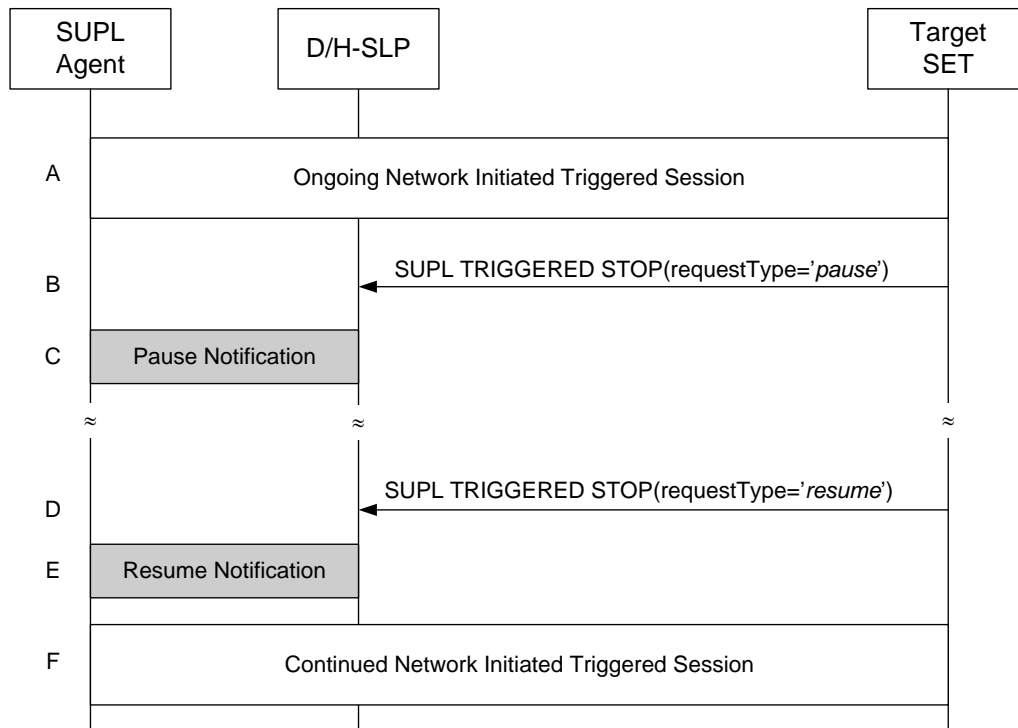 SUPL
Agent
D/H-SLP
Target
SET
A
Ongoing Network Initiated Triggered Session
B
SUPL TRIGGERED STOP(requestType=’pause’)
C
Pause Notification
≈ ≈ ≈
D
SUPL TRIGGERED STOP(requestType=’resume’)
E
Resume Notification
F
Continued Network Initiated Triggered Session